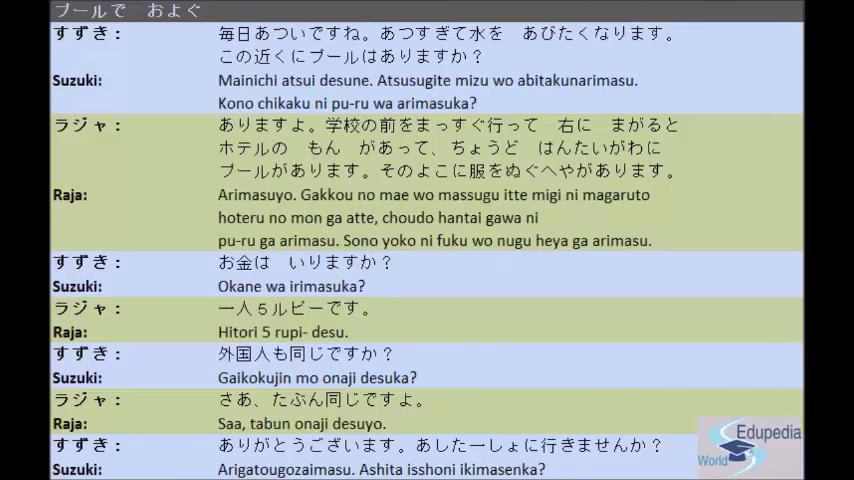 プールで　およぐ
すずき：　毎日あついですね。あつすぎて水を　あびたくなります。
この近くにプールはありますか？
Suzuki: Mainichi atsui desune. Atsusugite mizu wo abitakunarimasu.
Kono chikaku ni pu-ru wa arimasuka?
ラジャ：　ありますよ。学校の前をまっすぐ行って　右に　まがると
ホテルの　もん　があって、ちょうど　はんたいがわに
プールがあります。そのよこに服をぬぐへやがあります。
Raja: Arimasuyo. Gakkou no mae wo massugu itte migi ni magaruto
hoteru no mon ga atte, choudo hantai gawa ni
pu-ru ga arimasu. Sono yoko ni fuku wo nugu heya ga arimasu.
すずき：　お金は　いりますか？
Suzuki: Okane wa irimasuka?
ラジャ：　一人５ルピーです。
Raja: Hitori 5 rupi- desu.
すずき：　外国人も同じですか？
Suzuki: Gaikokujin mo onaji desuka?
ラジャ：　さあ、たぶん同じですよ。
Raja: Saa, tabun onaji desuyo.
すずき：　ありがとうございます。あした一しょに行きませんか？
Suzuki: Arigatougozaimasu. Ashita isshoni ikimasenka?
Edupedia
World